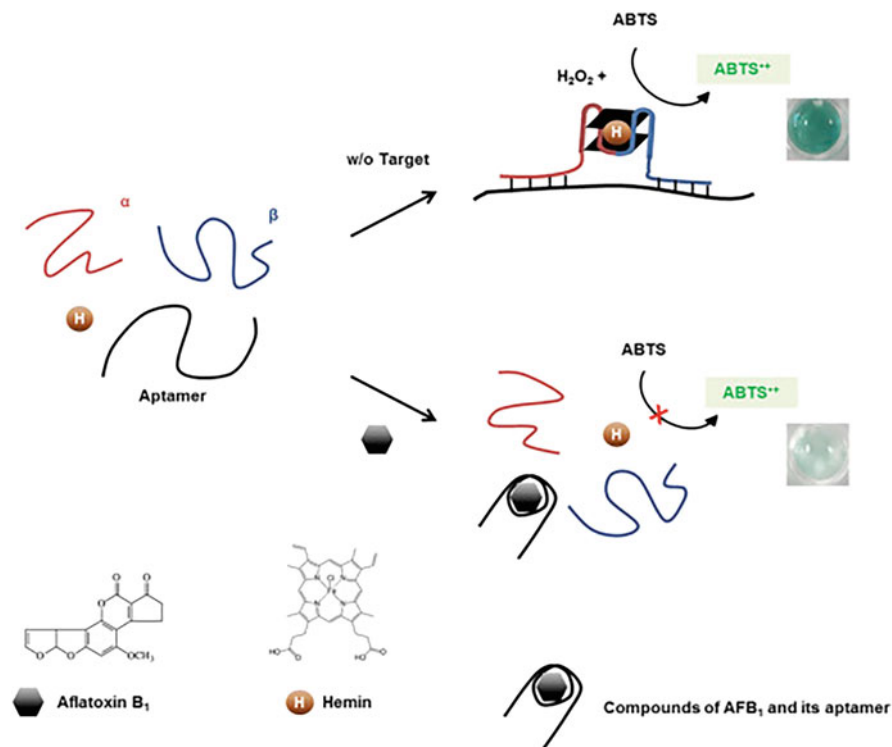 ABTS
H₂O₂ +
ABTS•+
H
w/o Target
α
β
H
Aptamer
ABTS
ABTS•+
H
Cl
N
N
Fe
N
N
HO
O
O
OH
O
O
O
O
O
OCH₃
Aflatoxin B₁
H
Hemin
Compounds of AFB₁ and its aptamer